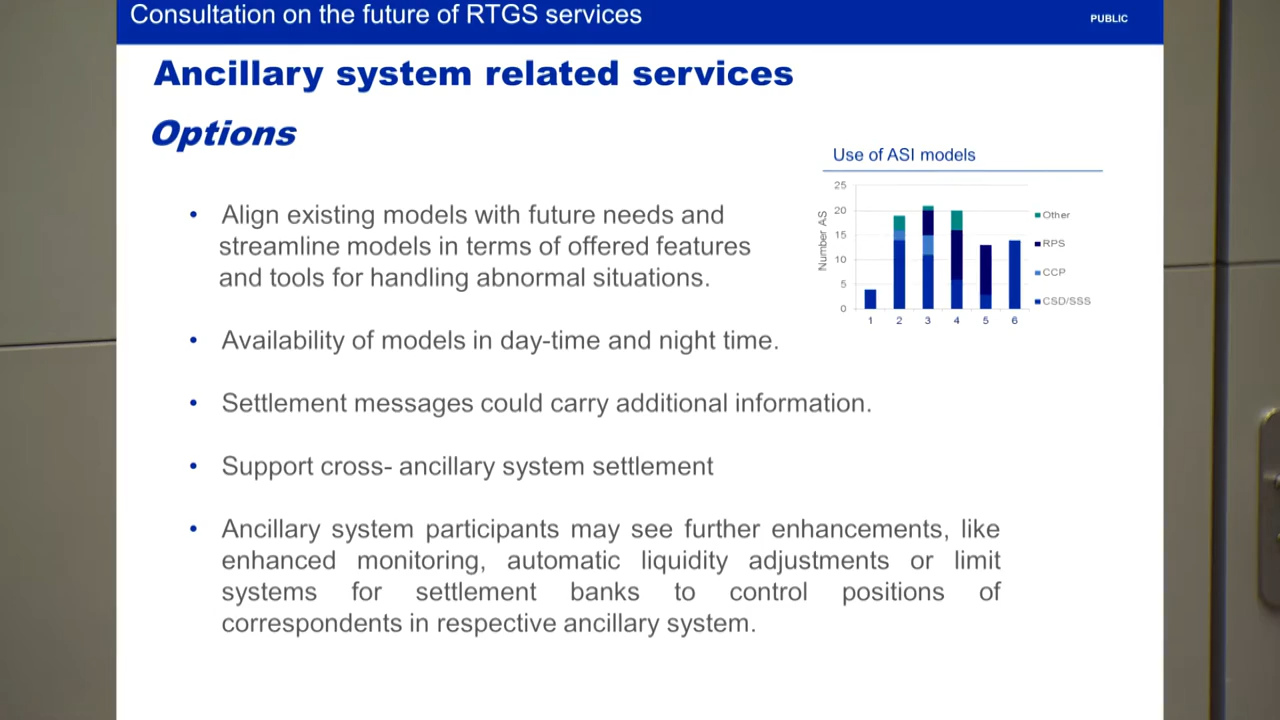 Consultation on the future of RTGS services
PUBLIC
Ancillary system related services
Options
Use of ASI models
• Align existing models with future needs and
streamline models in terms of offered features
and tools for handling abnormal situations.
• Availability of models in day-time and night time.
• Settlement messages could carry additional information.
• Support cross- ancillary system settlement
• Ancillary system participants may see further enhancements, like
enhanced monitoring, automatic liquidity adjustments or limit
systems for settlement banks to control positions of
correspondents in respective ancillary system.
Number AS
25
20
15
10
5
0
1 2 3 4 5 6
Other
RPS
CCP
CSD/SSS